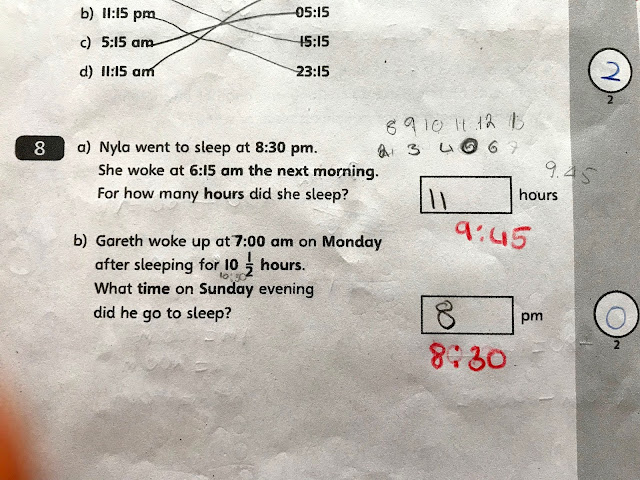 b) 11:15 pm 05:15
15:15
c) 5:15 am
d) 11:15 am 23:15
2
2
8 9 10 11 12
3 4 5 6 7
8 a) Nyla went to sleep at 8:30 pm.
She woke at 6:15 am the next morning.
For how many hours did she sleep?
11 hours
9.45
9:45
b) Gareth woke up at 7:00 am on Monday
after sleeping for 10 1/2 hours.
What time on Sunday evening
did he go to sleep?
8 pm
8:30
0
2